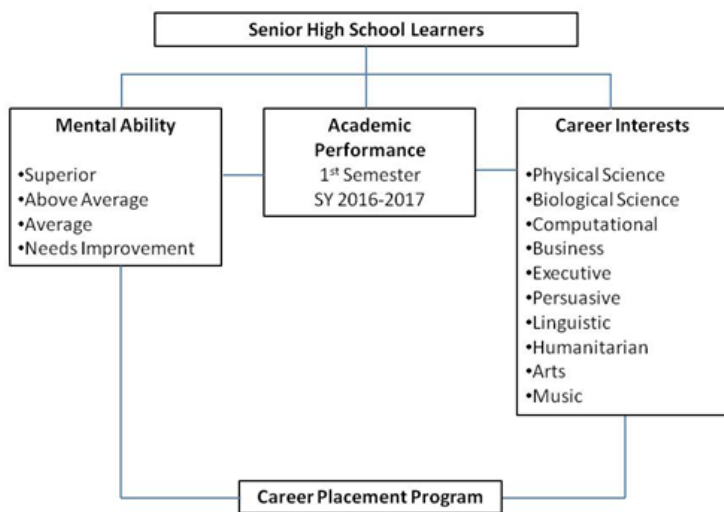 Senior High School Learners
Mental Ability
•Superior
•Above Average
•Average
•Needs Improvement
Academic
Performance
1st Semester
SY 2016-2017
Career Interests
•Physical Science
•Biological Science
•Computational
•Business
•Executive
•Persuasive
•Linguistic
•Humanitarian
•Arts
•Music
Career Placement Program